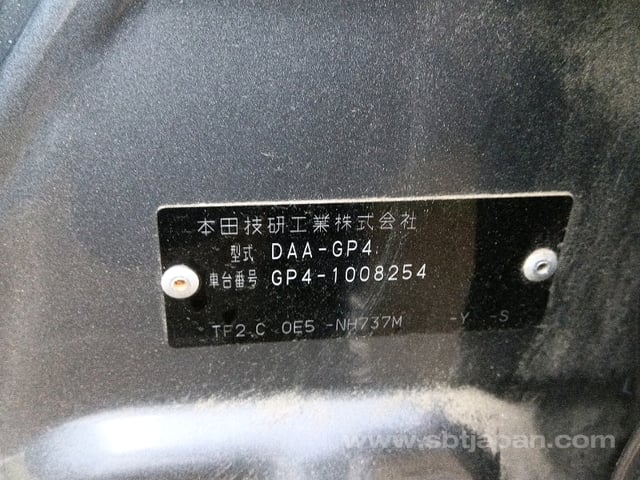 本田技研工業株式会社
型式 DAA-GP4
車台番号 GP4-1008254
TF2 C 0E5 -NH737M -Y -S
www.sbtjapan.com